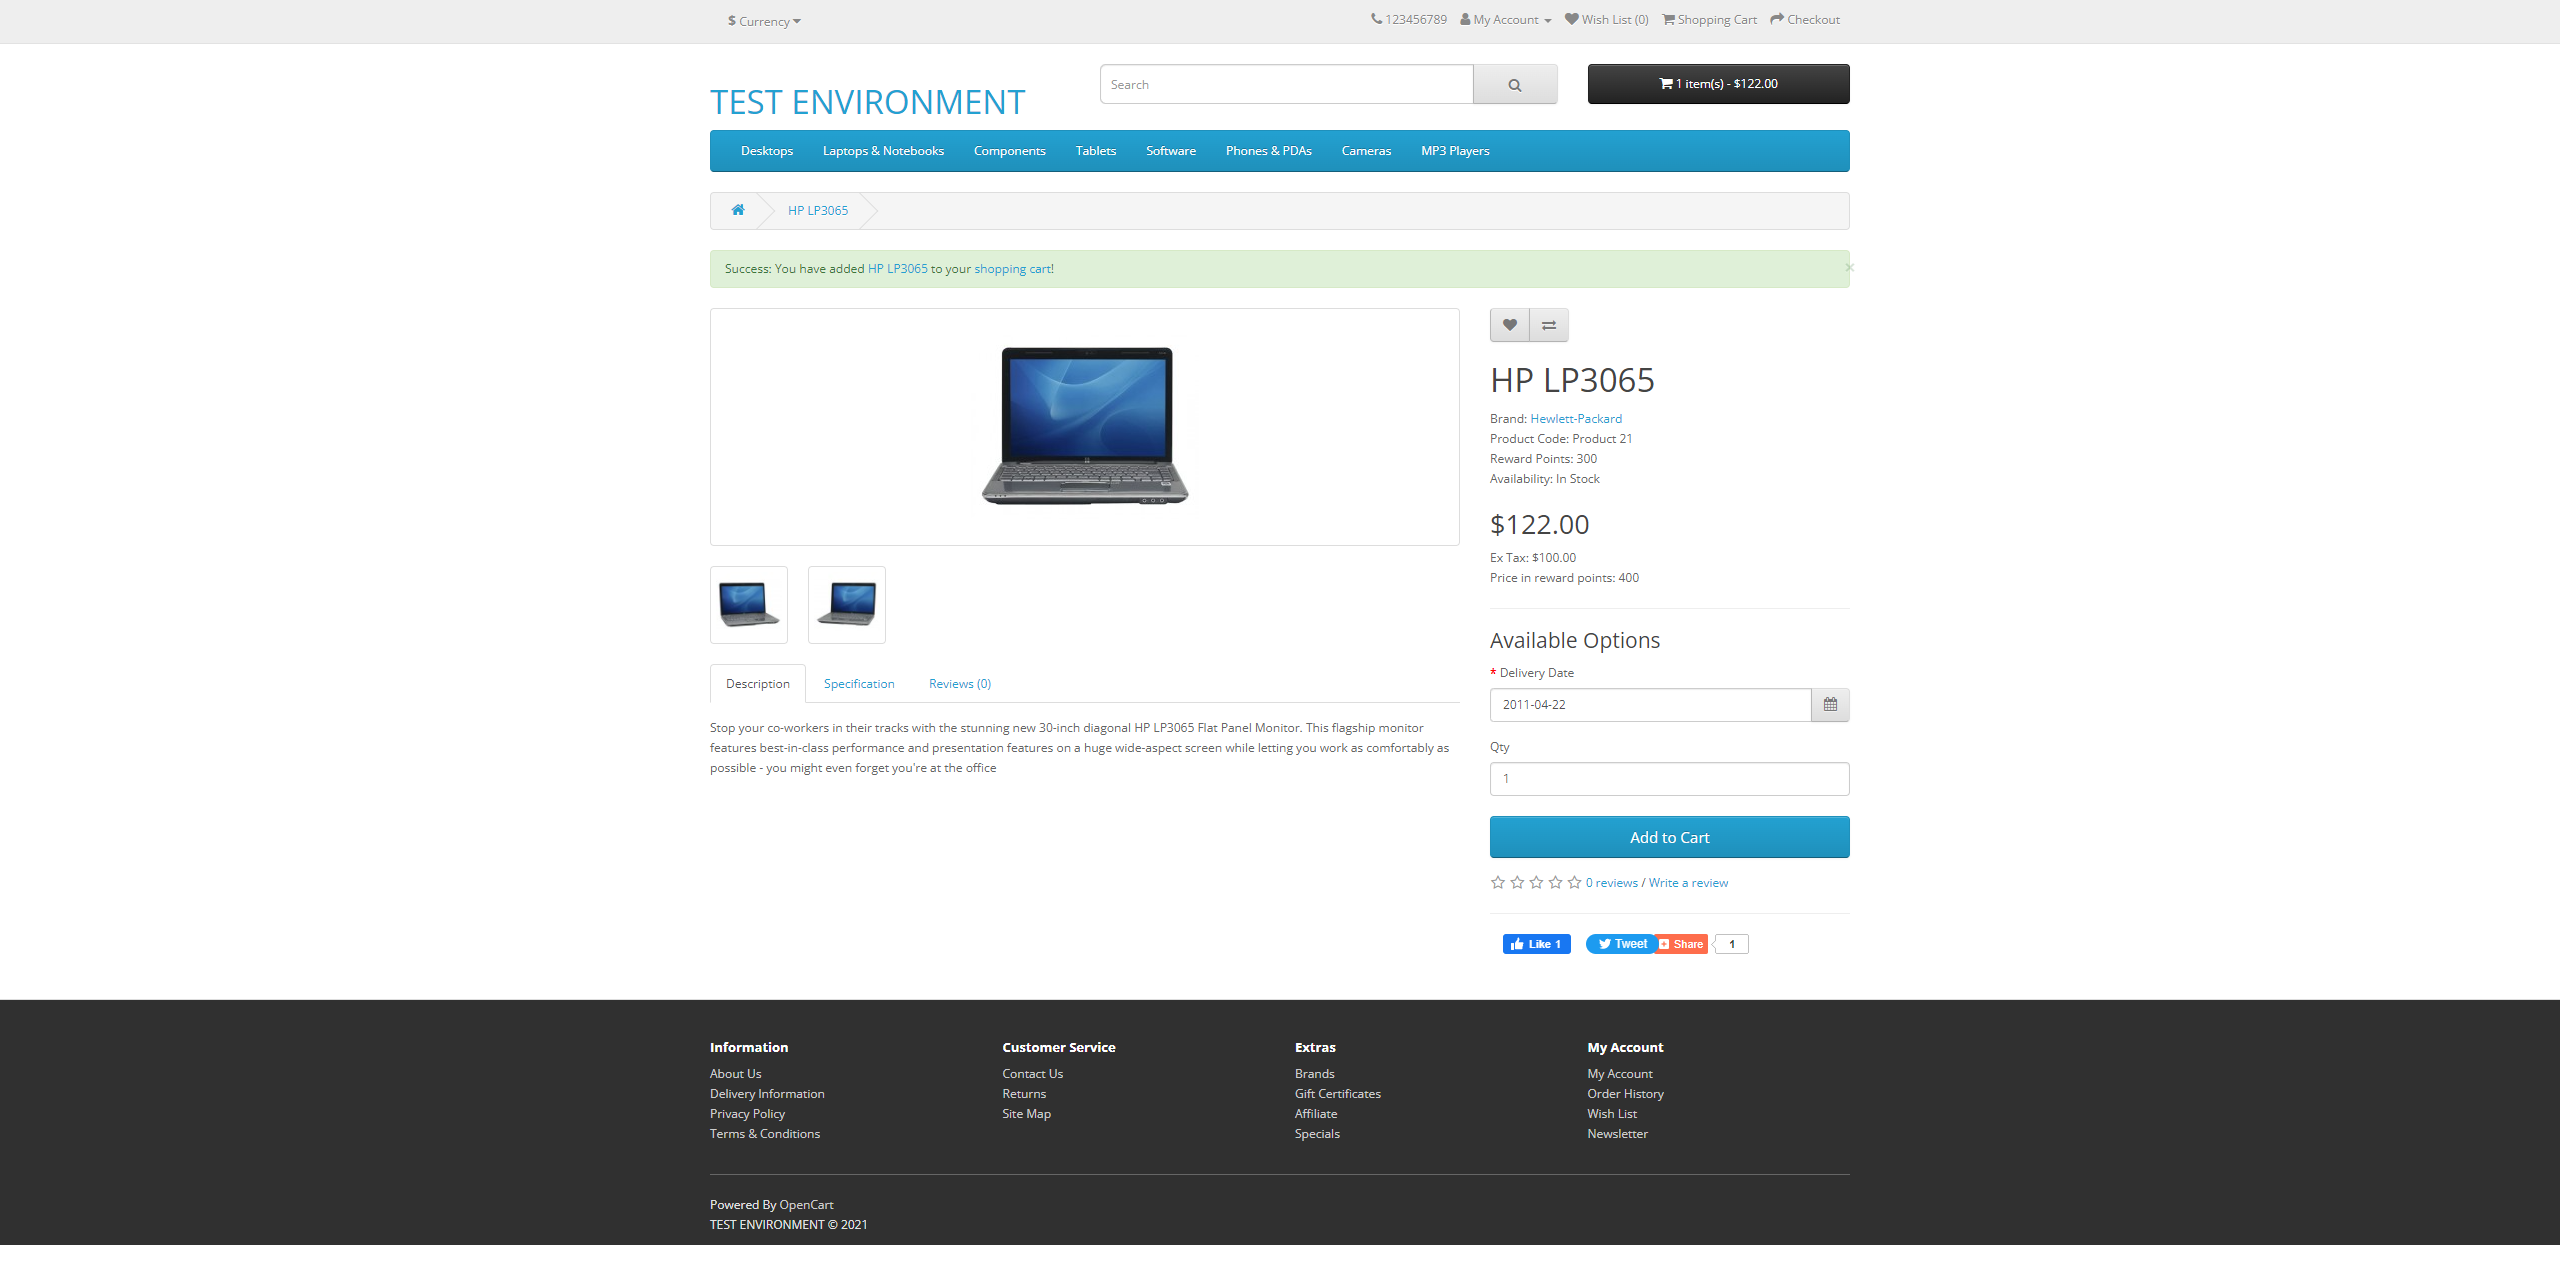 $ Currency
123456789 My Account Wish List (0) Shopping Cart Checkout
TEST ENVIRONMENT
Search
1 item(s) - $122.00
Desktops Laptops & Notebooks Components Tablets Software Phones & PDAs Cameras MP3 Players
HP LP3065
Success: You have added HP LP3065 to your shopping cart!
×
HP LP3065
Brand: Hewlett-Packard
Product Code: Product 21
Reward Points: 300
Availability: In Stock
$122.00
Ex Tax: $100.00
Price in reward points: 400
Available Options
* Delivery Date
2011-04-22
Qty
1
Add to Cart
0 reviews / Write a review
Like 1 Tweet Share 1
Description Specification Reviews (0)
Stop your co-workers in their tracks with the stunning new 30-inch diagonal HP LP3065 Flat Panel Monitor. This flagship monitor
features best-in-class performance and presentation features on a huge wide-aspect screen while letting you work as comfortably as
possible - you might even forget you're at the office
Information
About Us
Delivery Information
Privacy Policy
Terms & Conditions
Customer Service
Contact Us
Returns
Site Map
Extras
Brands
Gift Certificates
Affiliate
Specials
My Account
My Account
Order History
Wish List
Newsletter
Powered By OpenCart
TEST ENVIRONMENT © 2021